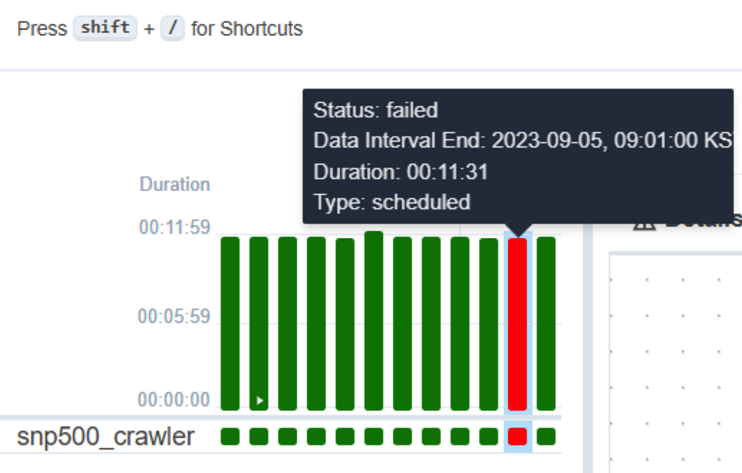 Press shift + / for Shortcuts
Status: failed
Data Interval End: 2023-09-05, 09:01:00 KS
Duration: 00:11:31
Type: scheduled
Duration
00:11:59
Details
00:05:59
00:00:00
snp500_crawler